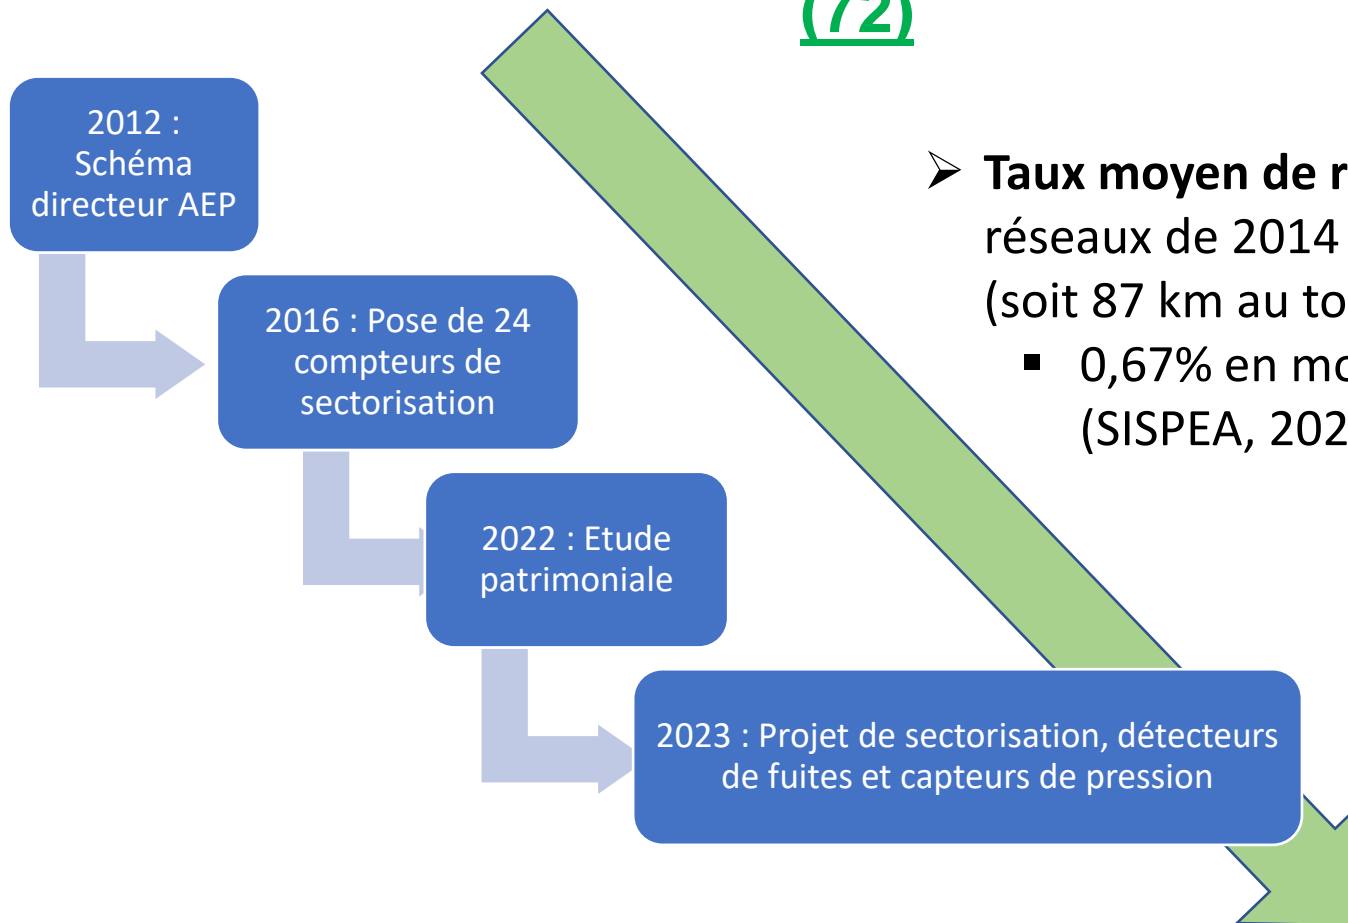 (72)
2012 :
Schéma
directeur AEP
2016 : Pose de 24
compteurs de
sectorisation
2022 : Etude
patrimoniale
2023 : Projet de sectorisation, détecteurs
de fuites et capteurs de pression
➢ Taux moyen de
réseaux de 2014
(soit 87 km au
▪ 0,67% en
(SISPEA,